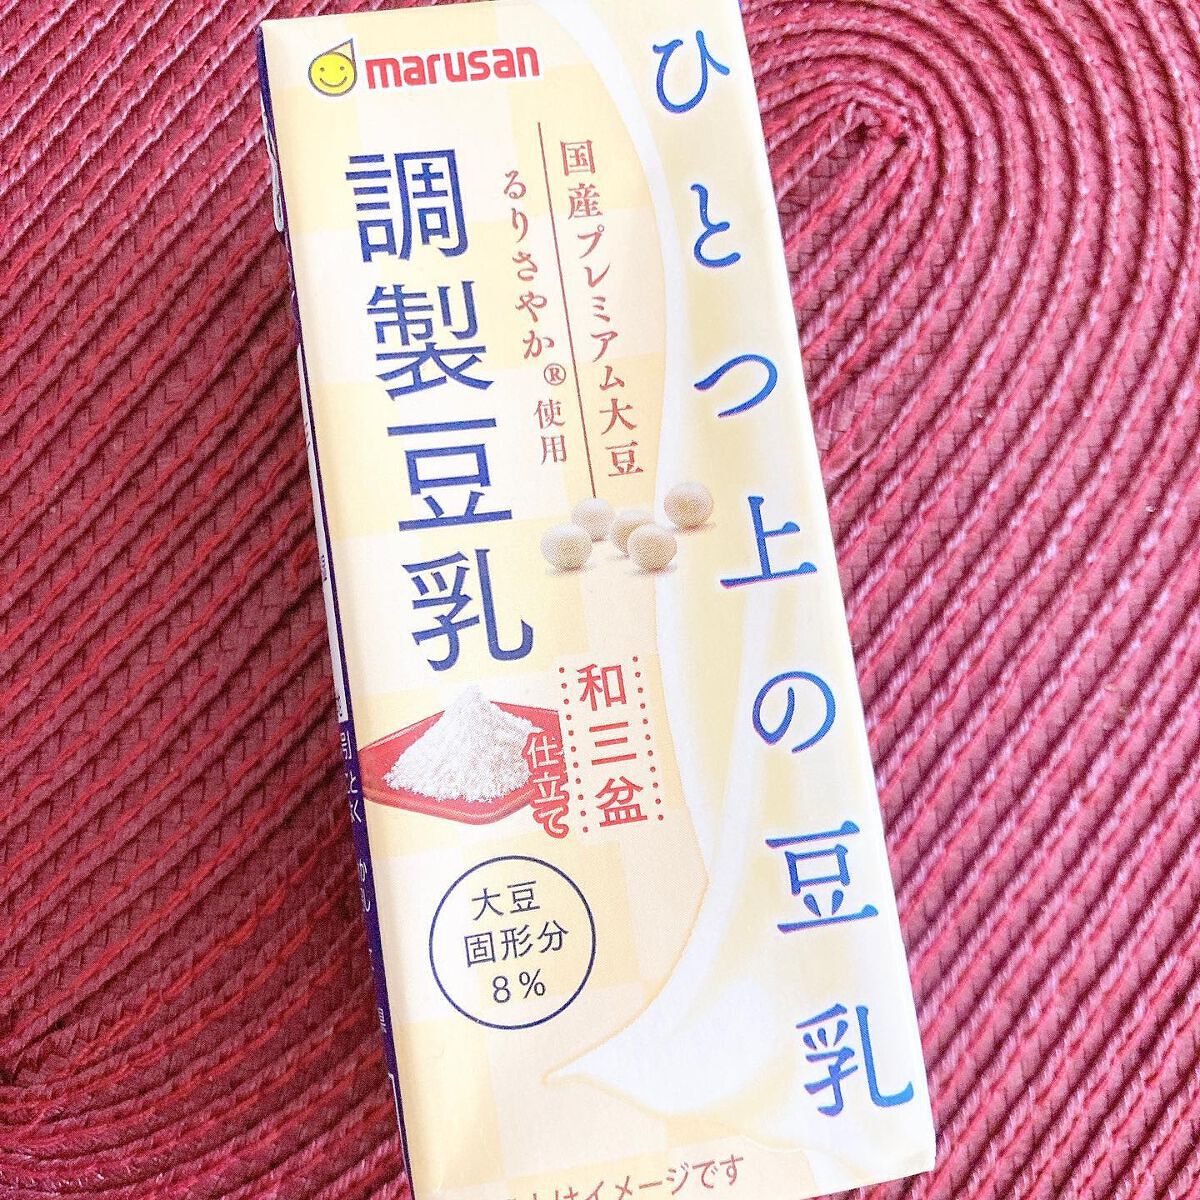 marusan
ひとつ上の豆乳
国産プレミアム大豆
るりさやか®使用
調製豆乳
和三盆
仕立て
大豆
固形分
8%
はイメージです